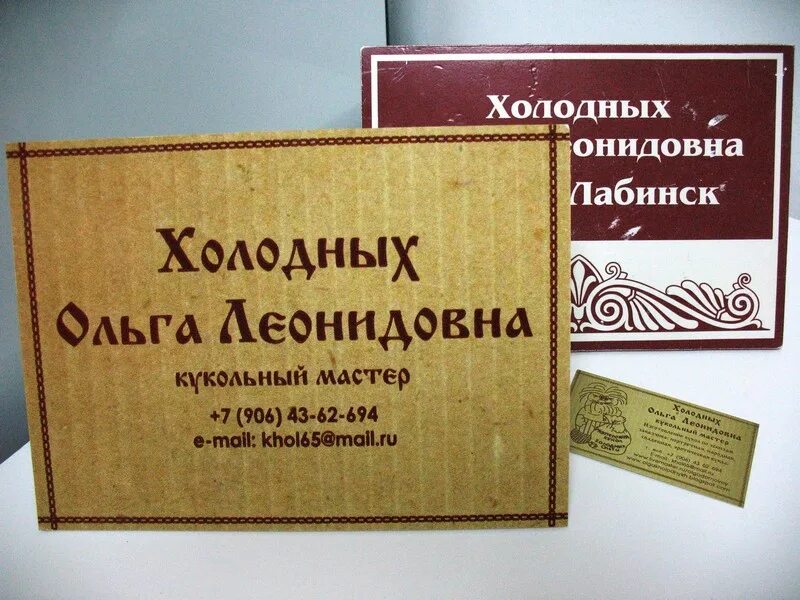 Холодных
Ольга Леонидовна
кукольный мастер
+7 (906) 43-62-694
e-mail: khol65@mail.ru
Холодных
еонидовна
Лабинск
Холодных
Ольга Леонидовна
кукольный мастер